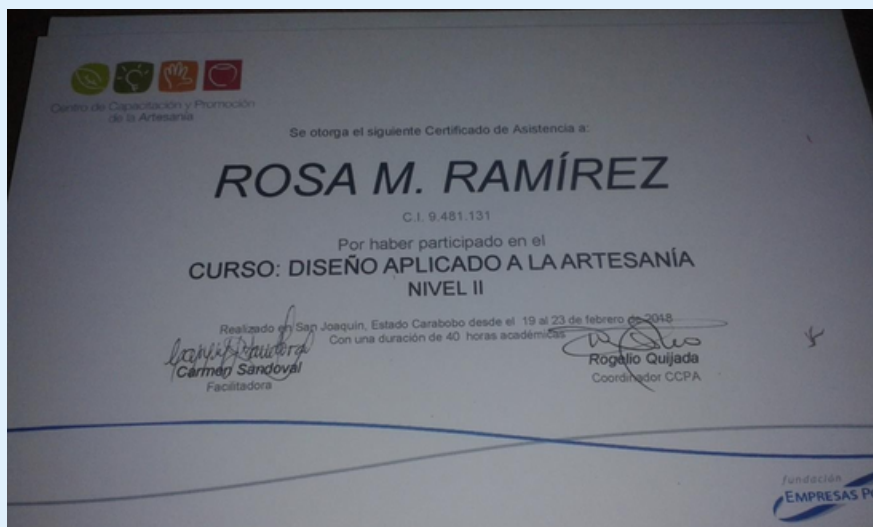 Centro de Capacitación y Promoción
de la Artesanía
Se otorga el siguiente Certificado de Asistencia a:
ROSA M. RAMÍREZ
C.I. 9.481.131
Por haber participado en el
CURSO: DISEÑO APLICADO A LA ARTESANÍA
NIVEL II
Realizado en San Joaquín, Estado Carabobo desde el 19 al 23 de febrero de 2018
Con una duración de 40 horas académicas
Carmen Sandoval
Facilitadora
Rogelio Quijada
Coordinador CCPA
fundación
EMPRESAS